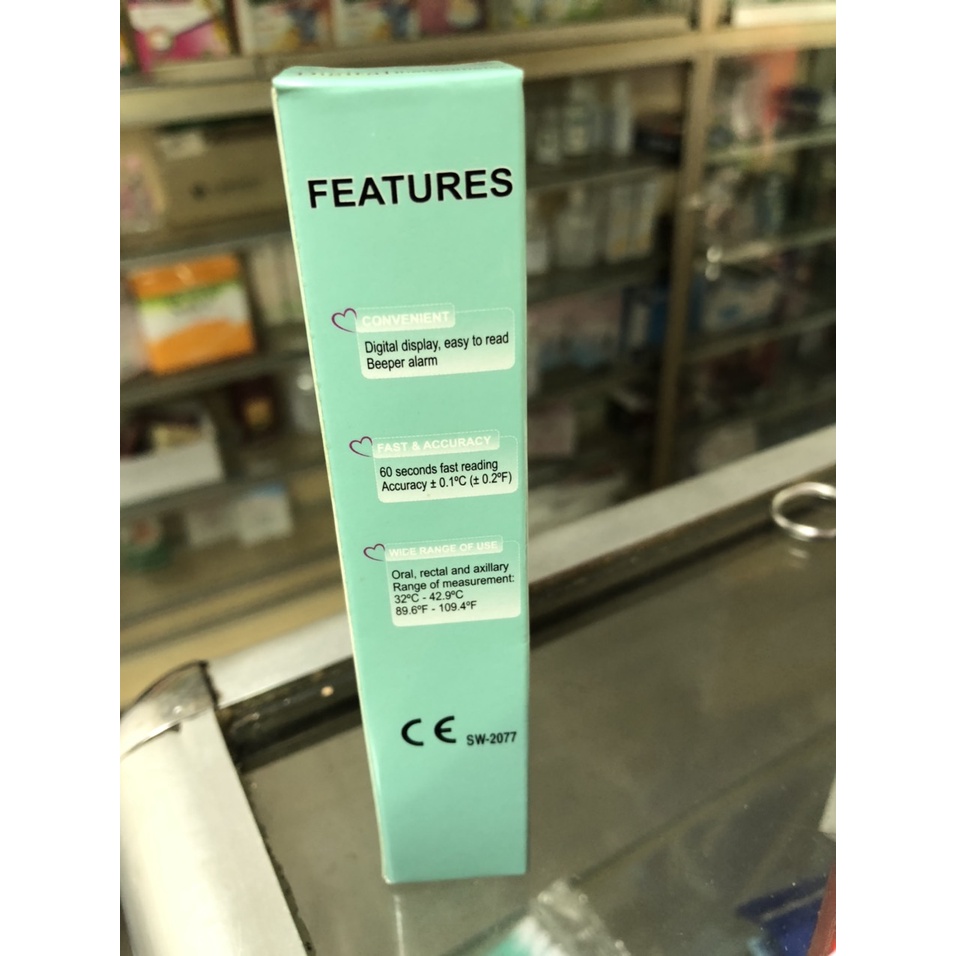 FEATURES
CONVENIENT
Digital display, easy to read
Beeper alarm
FAST & ACCURACY
60 seconds fast reading
Accuracy ± 0.1ºC (± 0.2ºF)
WIDE RANGE OF USE
Oral, rectal and axillary
Range of measurement:
32ºC - 42.9ºC
89.6ºF - 109.4ºF
CE SW-2077